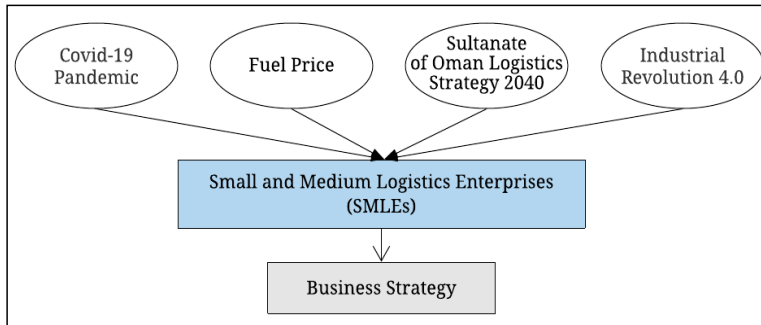 Covid-19
Pandemic
Fuel Price
Sultanate
of Oman Logistics
Strategy 2040
Industrial
Revolution 4.0
Small and Medium Logistics Enterprises
(SMLEs)
Business Strategy